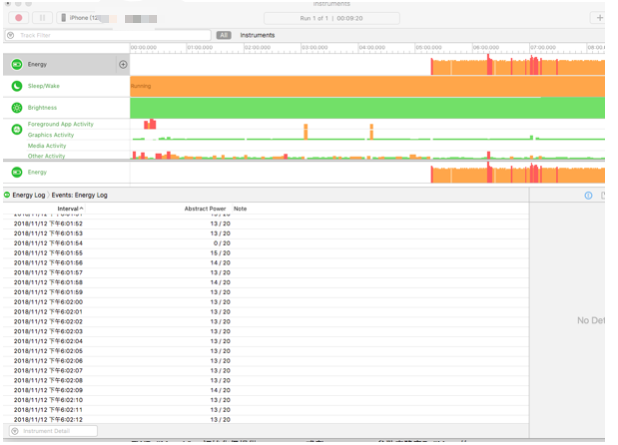 Instruments
iPhone (12
Run 1 of 1 | 00:09:20
Track Filter
All Instruments
00:00.000 01:00.000 02:00.000 03:00.000 04:00.000 05:00.000 06:00.000 07:00.000 08:00.
Energy
Sleep/Wake
Running
Brightness
Foreground App Activity
Graphics Activity
Media Activity
Other Activity
Energy
Energy Log Events: Energy Log
Interval Abstract Power Note
2018/11/12 下午6:01:51 13 / 20
2018/11/12 下午6:01:52 13 / 20
2018/11/12 下午6:01:53 13 / 20
2018/11/12 下午6:01:54 0 / 20
2018/11/12 下午6:01:55 15 / 20
2018/11/12 下午6:01:56 14 / 20
2018/11/12 下午6:01:57 13 / 20
2018/11/12 下午6:01:58 14 / 20
2018/11/12 下午6:01:59 13 / 20
2018/11/12 下午6:02:00 13 / 20
2018/11/12 下午6:02:01 13 / 20
2018/11/12 下午6:02:02 13 / 20
2018/11/12 下午6:02:03 13 / 20
2018/11/12 下午6:02:04 13 / 20
2018/11/12 下午6:02:05 13 / 20
2018/11/12 下午6:02:06 13 / 20
2018/11/12 下午6:02:07 13 / 20
2018/11/12 下午6:02:08 13 / 20
2018/11/12 下午6:02:09 14 / 20
2018/11/12 下午6:02:10 13 / 20
2018/11/12 下午6:02:11 13 / 20
2018/11/12 下午6:02:12 13 / 20
No Det
Instrument Detail